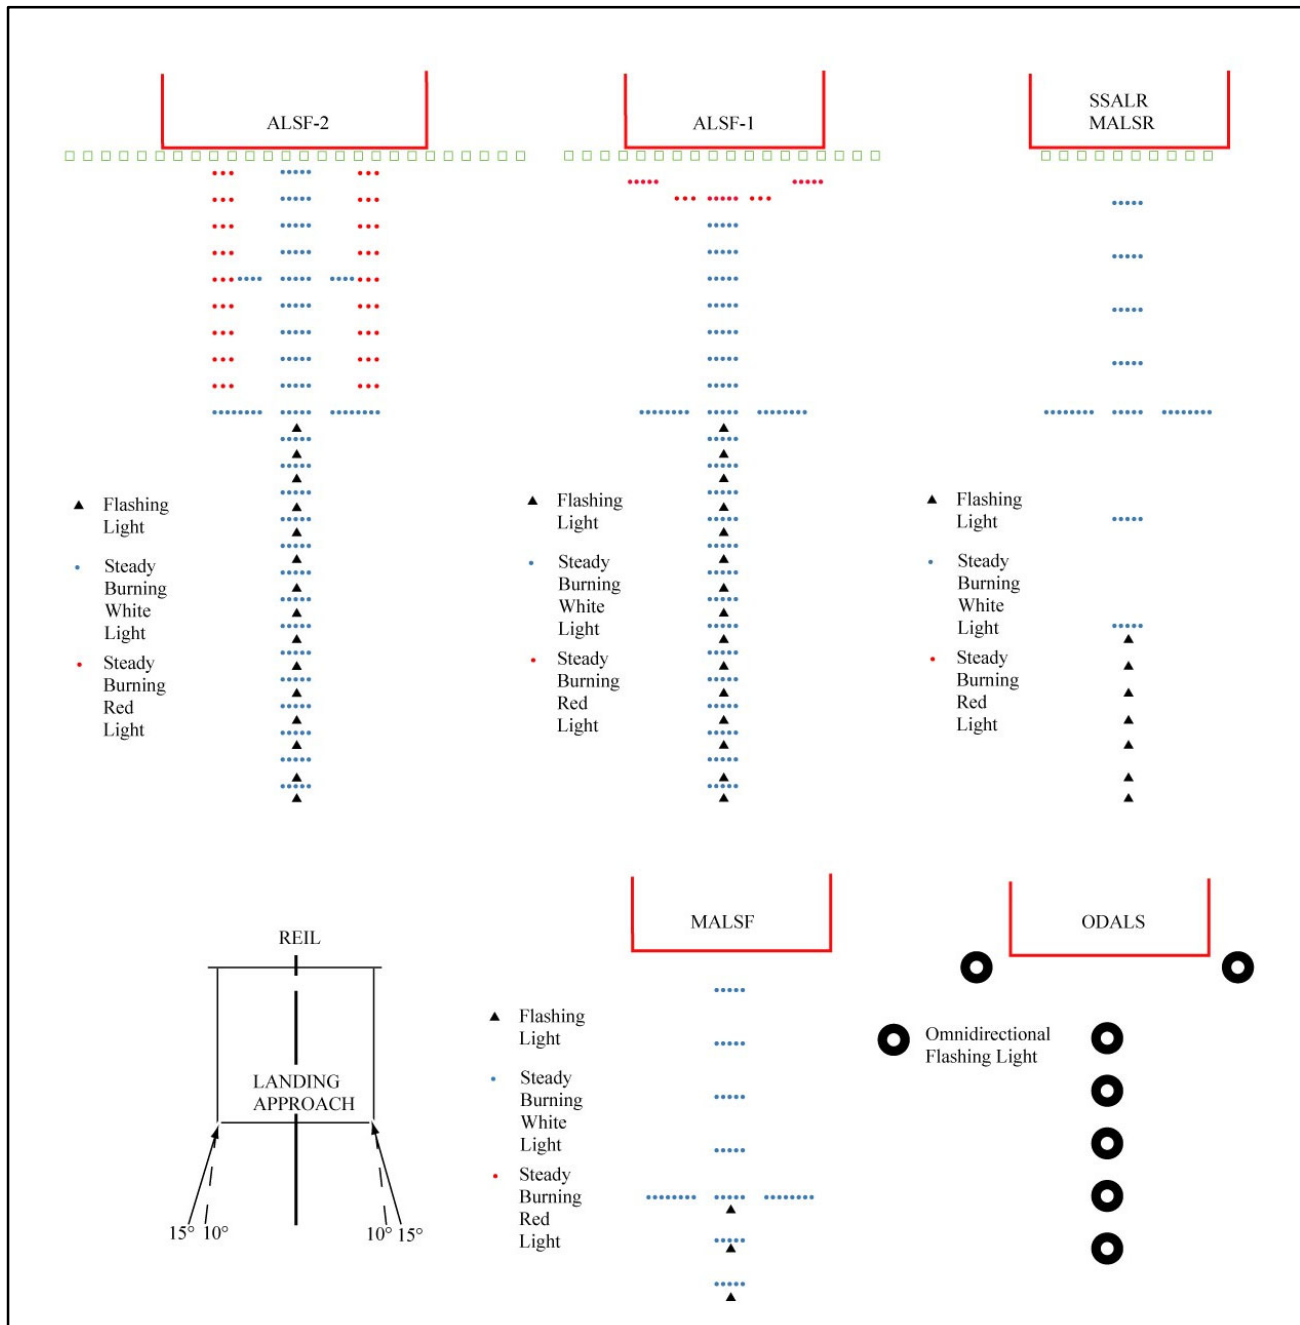 ALSF-2
Flashing
Light
Steady
Burning
White
Light
Steady
Burning
Red
Light
ALSF-1
Flashing
Light
Steady
Burning
White
Light
Steady
Burning
Red
Light
SSALR
MALSR
Flashing
Light
Steady
Burning
White
Light
Steady
Burning
Red
Light
REIL
LANDING
APPROACH
15° 10°
10° 15°
MALSF
Flashing
Light
Steady
Burning
White
Light
Steady
Burning
Red
Light
ODALS
Omnidirectional
Flashing Light